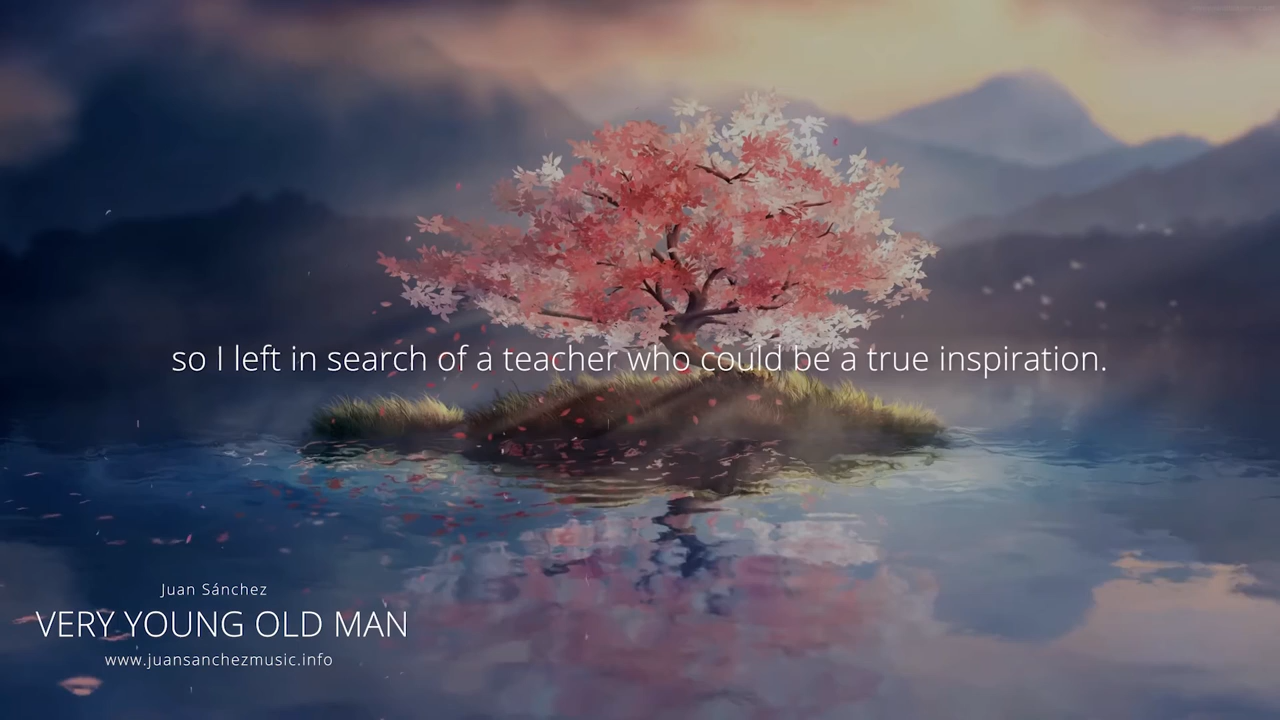 so I left in search of a teacher who could be a true inspiration.
Juan Sánchez
VERY YOUNG OLD MAN
www.juansanchezmusic.info